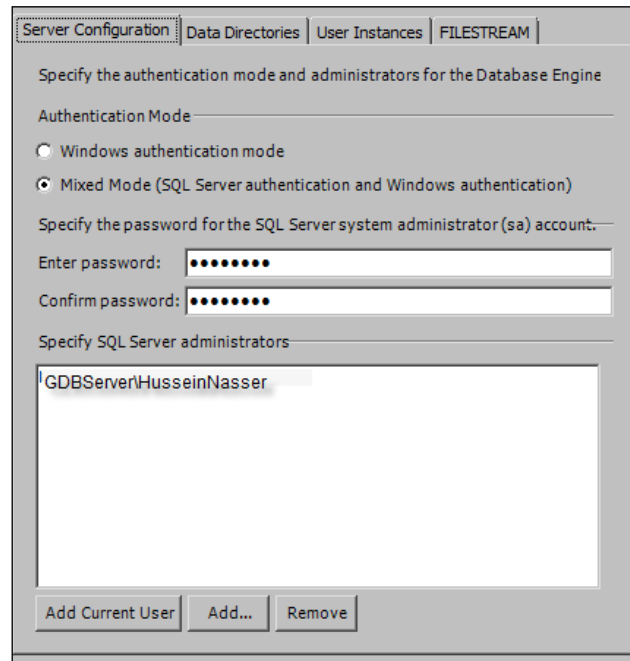 Server Configuration Data Directories User Instances FILESTREAM
Specify the authentication mode and administrators for the Database Engine
Authentication Mode
Windows authentication mode
Mixed Mode (SQL Server authentication and Windows authentication)
Specify the password for the SQL Server system administrator (sa) account.
Enter password: ●●●●●●●●
Confirm password: ●●●●●●●●
Specify SQL Server administrators
GDBServer\HusseinNasser
Add Current User Add... Remove